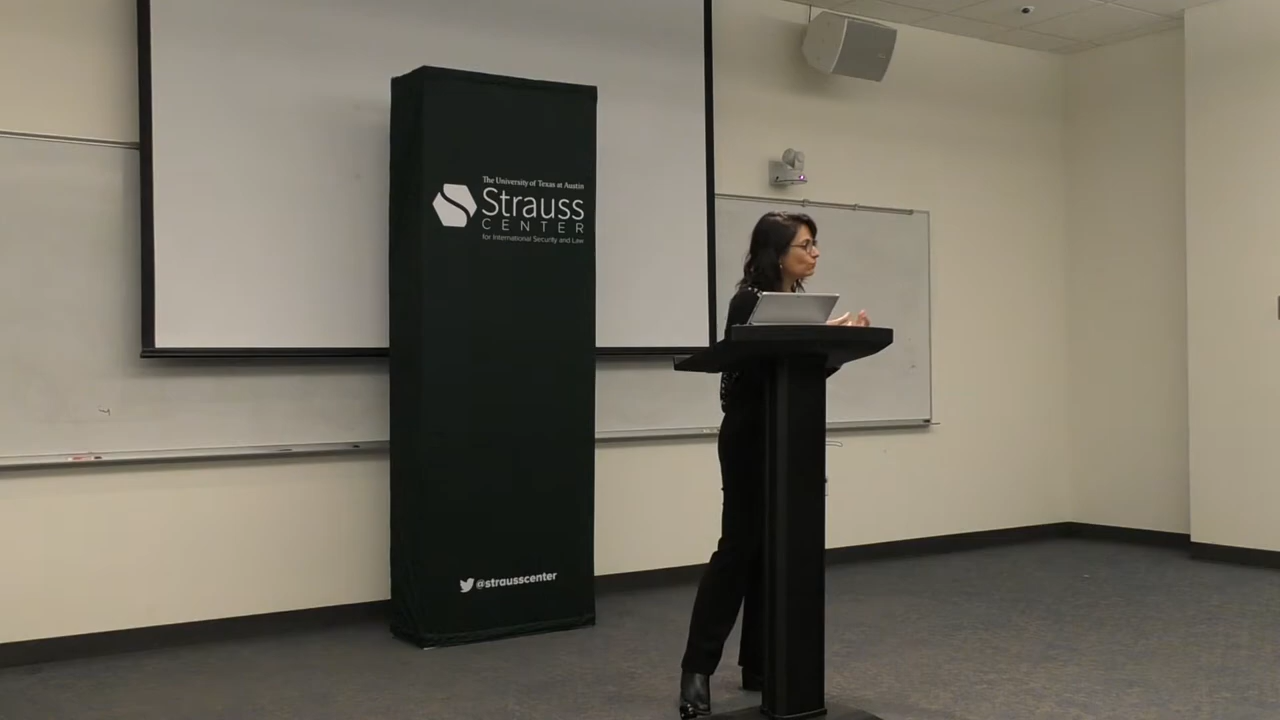 The University of Texas at Austin
Strauss
CENTER
for International Security and Law
@strausscenter